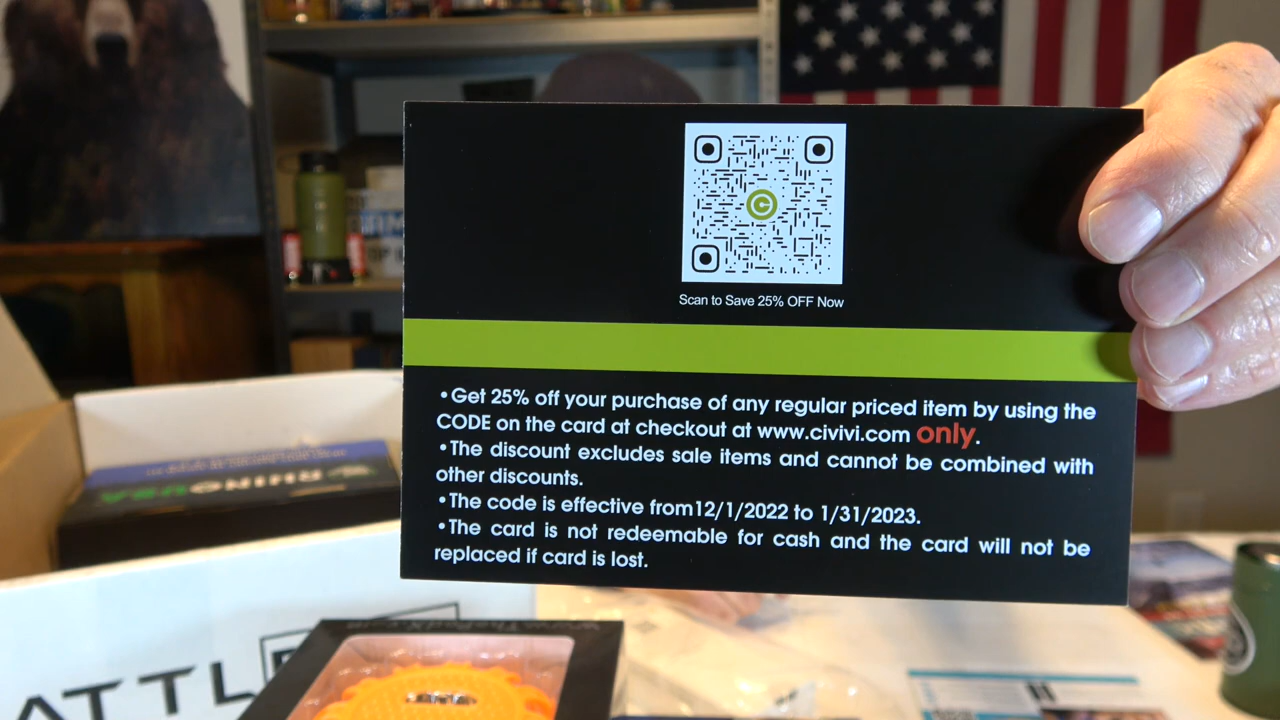 Scan to Save 25% OFF Now
•Get 25% off your purchase of any regular priced item by using the
CODE on the card at checkout at www.civivi.com only.
•The discount excludes sale items and cannot be combined with
other discounts.
•The code is effective from12/1/2022 to 1/31/2023.
•The card is not redeemable for cash and the card will not be
replaced if card is lost.
RHINO USA
ATTL